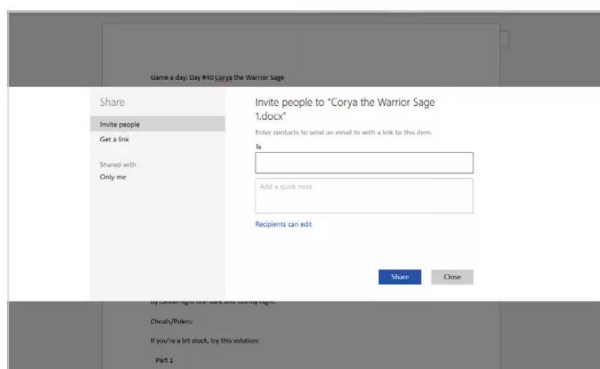 Game a day: Day #40 Corya the Warrior Sage
Share
Invite people
Get a link
Shared with
Only me
Invite people to "Corya the Warrior Sage
1.docx"
Enter contacts to send an email to with a link to this item.
To
Add a quick note
Recipients can edit
Share
Close
Cheats/Pokes:
If you're a bit stuck, try this solution:
Part 1